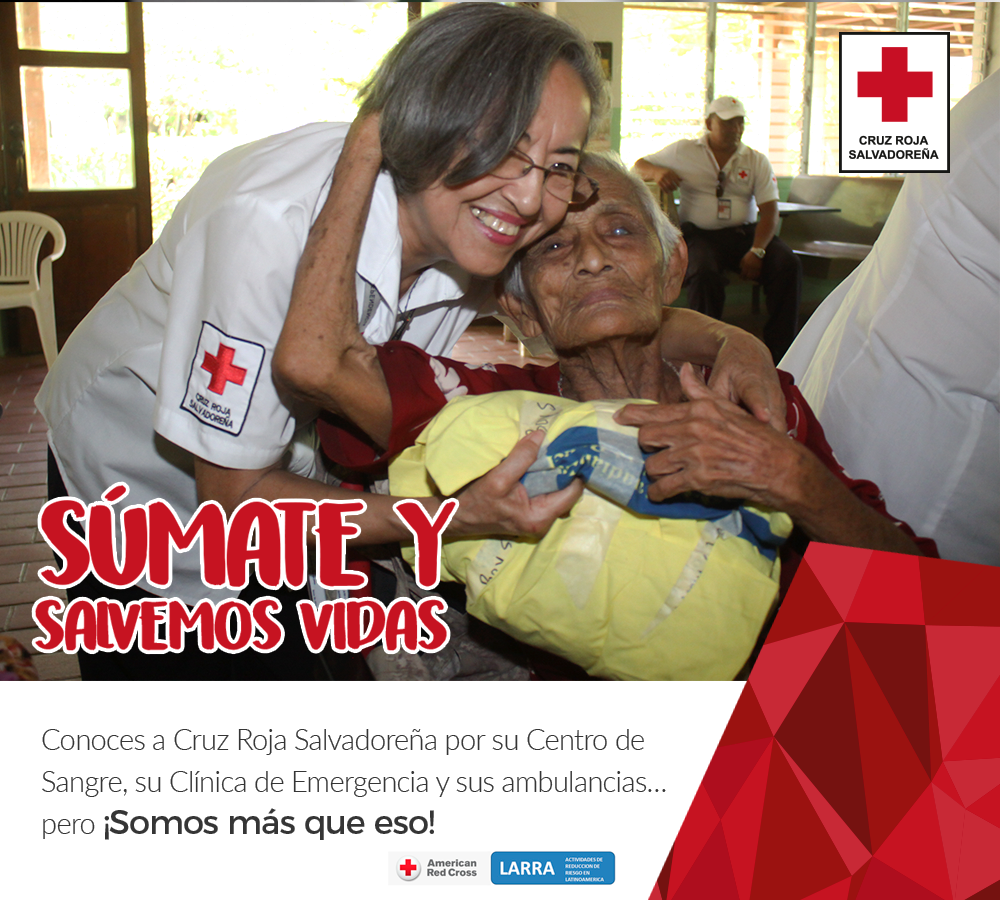 CRUZ ROJA
SALVADOREÑA
CRUZ ROJA
SALVADOREÑA
SÚMATE Y
SALVEMOS VIDAS
Conoces a Cruz Roja Salvadoreña por su Centro de
Sangre, su Clínica de Emergencia y sus ambulancias...
pero ¡Somos más que eso!
American
Red Cross
LARRA
ACTIVIDADES DE
REDUCCION DE
RIESGO EN
LATINOAMERICA